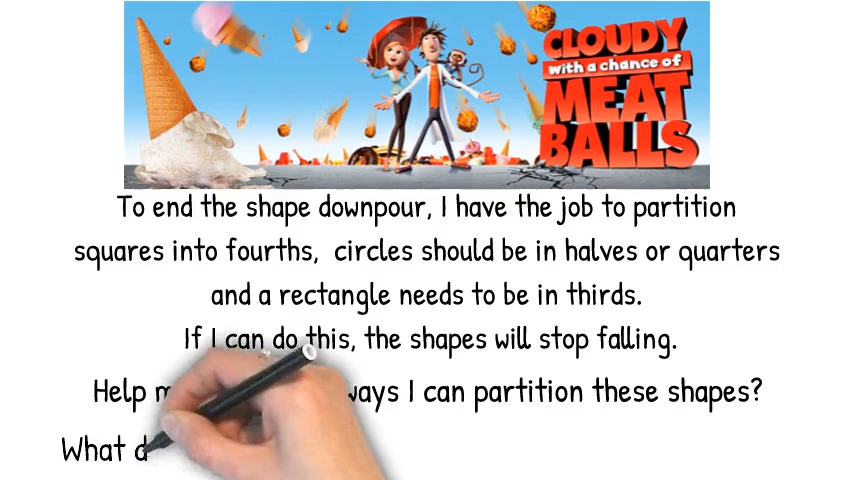 CLOUDY
with a chance of
MEAT
BALLS
To end the shape downpour, I have the job to partition
squares into fourths, circles should be in halves or quarters
and a rectangle needs to be in thirds.
If I can do this, the shapes will stop falling.
Help ways I can partition these shapes?
What